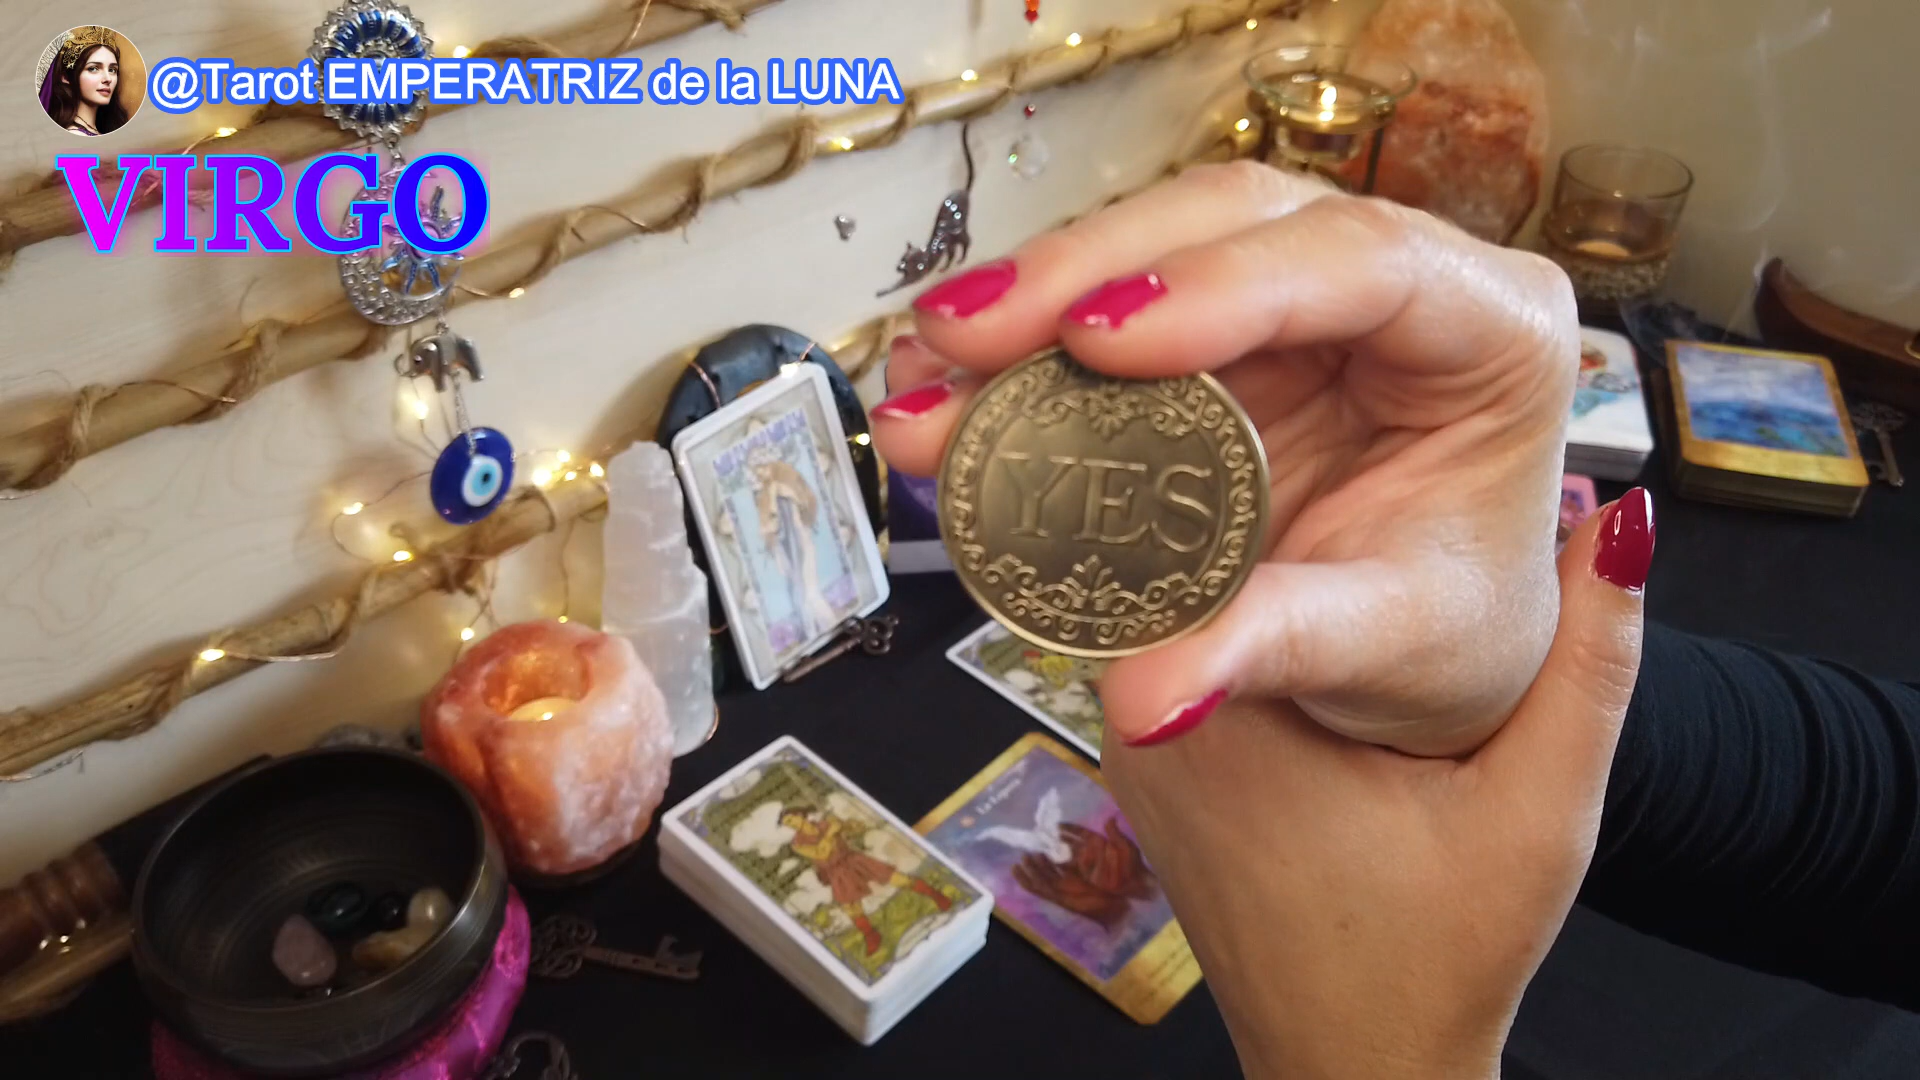 @Tarot EMPERATRIZ de la LUNA
VIRGO
YES